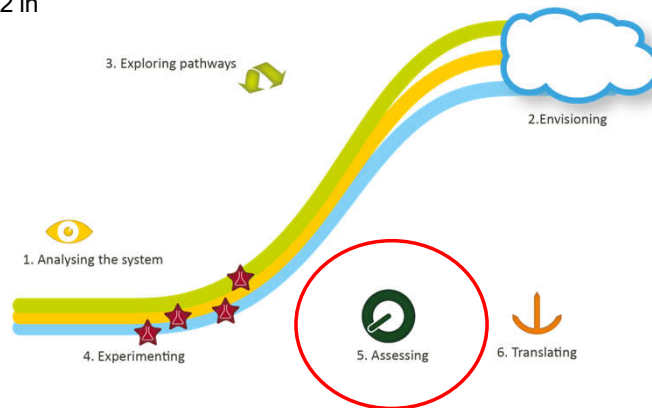 2 in
3. Exploring pathways
2.Envisioning
1. Analysing the system
4. Experimenting
5. Assessing
6. Translating